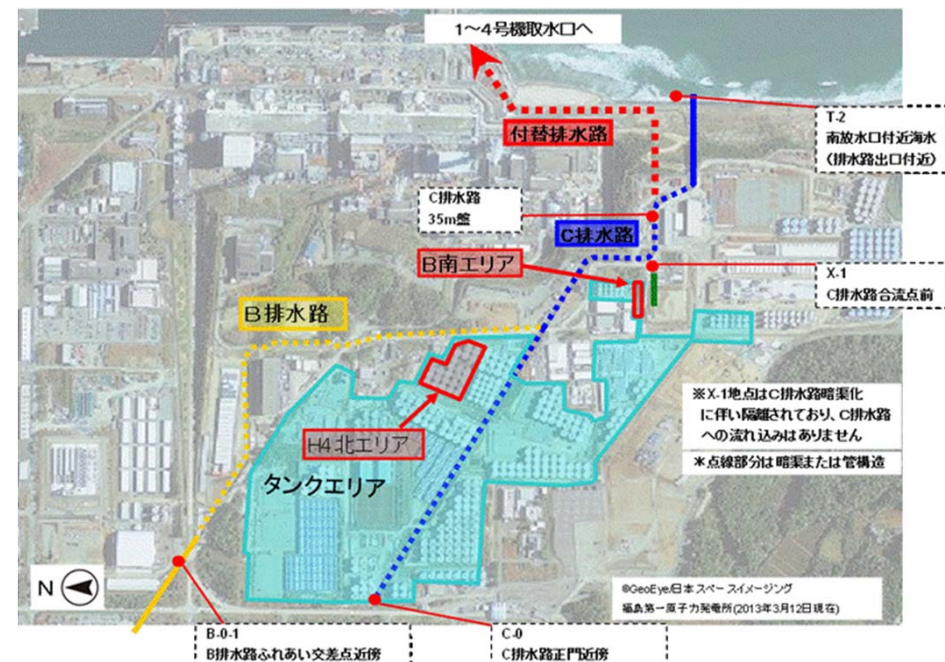 1～4号機取水口へ
付替排水路
T-2
南放水口付近海水
(排水路出口付近)
C排水路
35m盤
C排水路
B南エリア
X-1
C排水路合流点前
B排水路
※X-1地点はC排水路暗渠化
に伴い隔離されており、C排水路
への流れ込みはありません
＊点線部分は暗渠または管構造
H4北エリア
タンクエリア
N
©GeoEye/日本スペースイメージング
福島第一原子力発電所(2013年3月12日現在)
B-0-1
B排水路ふれあい交差点近傍
C-0
C排水路正門近傍